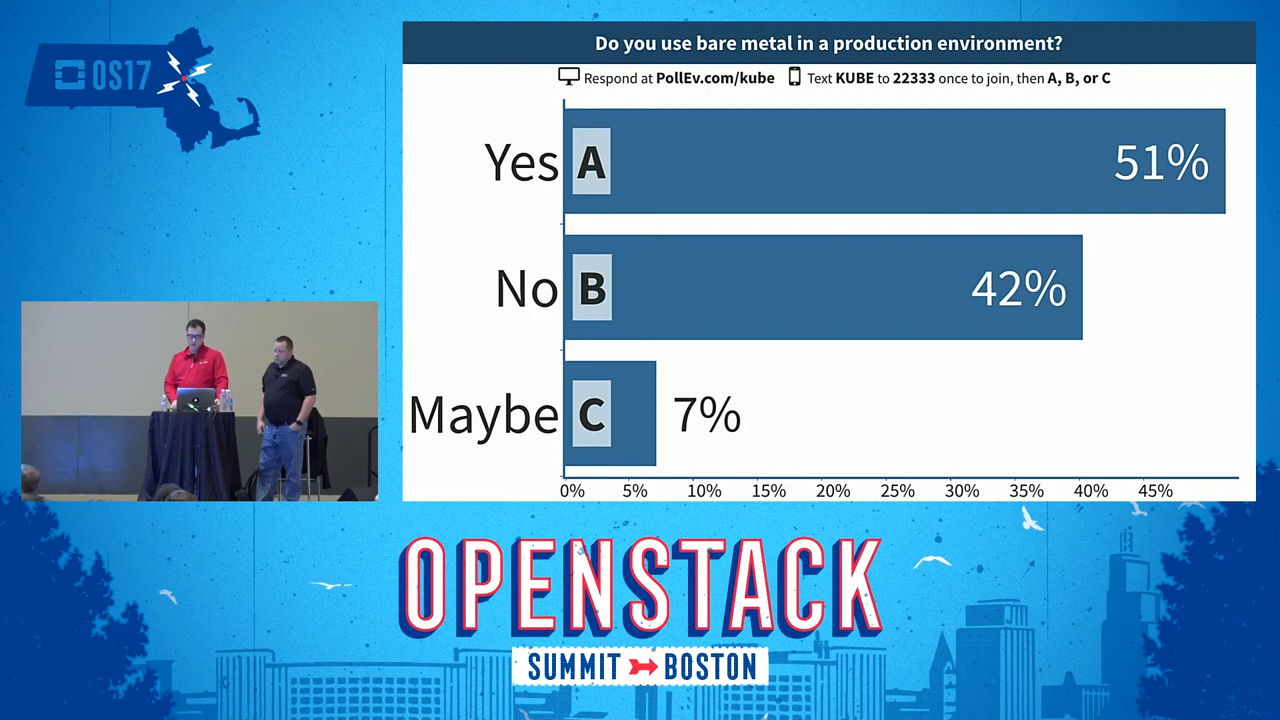 OS17
Do you use bare metal in a production environment?
Respond at PollEv.com/kube Text KUBE to 22333 once to join, then A, B, or C
Yes A 51%
No B 42%
Maybe C 7%
0% 5% 10% 15% 20% 25% 30% 35% 40% 45%
OPENSTACK
SUMMIT BOSTON